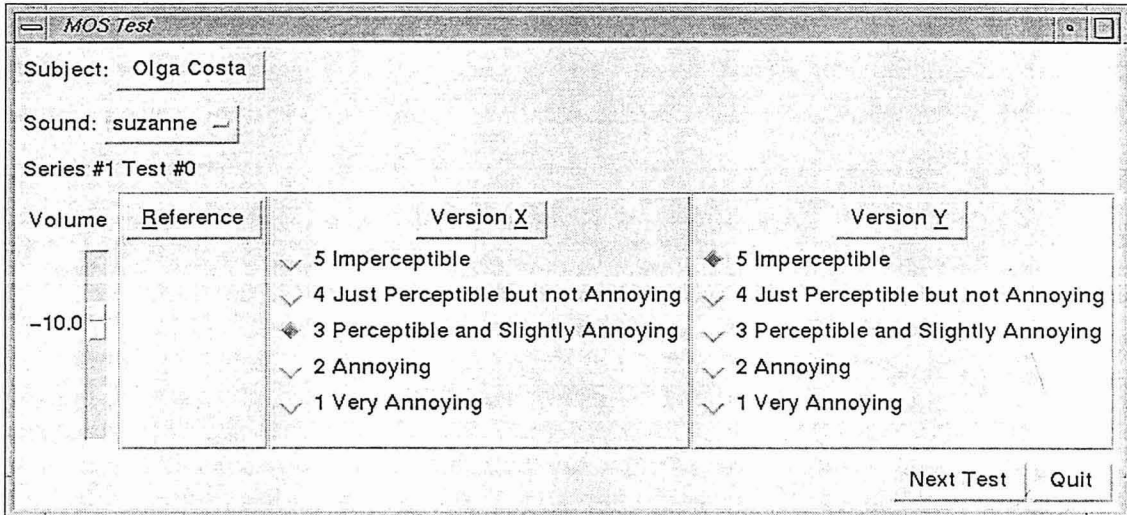 MOS Test
Subject: Olga Costa
Sound: suzanne
Series #1 Test #0
Volume
-10.0
Reference
Version X
5 Imperceptible
4 Just Perceptible but not Annoying
3 Perceptible and Slightly Annoying
2 Annoying
1 Very Annoying
Version Y
5 Imperceptible
4 Just Perceptible but not Annoying
3 Perceptible and Slightly Annoying
2 Annoying
1 Very Annoying
Next Test
Quit